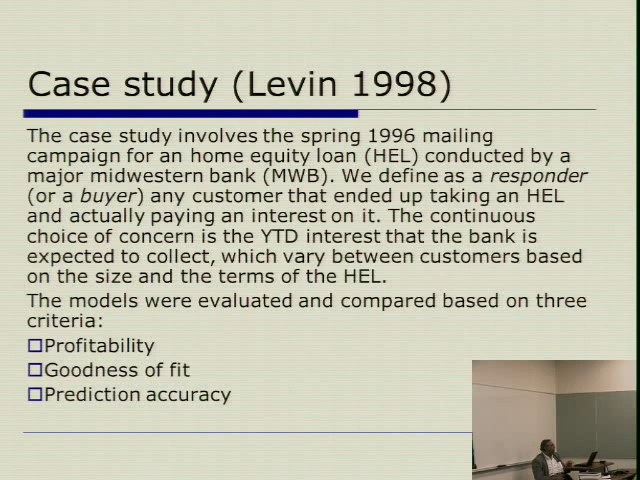 Case study (Levin 1998)
The case study involves the spring 1996 mailing
campaign for an home equity loan (HEL) conducted by a
major midwestern bank (MWB). We define as a responder
(or a buyer) any customer that ended up taking an HEL
and actually paying an interest on it. The continuous
choice of concern is the YTD interest that the bank is
expected to collect, which vary between customers based
on the size and the terms of the HEL.
The models were evaluated and compared based on three
criteria:
Profitability
Goodness of fit
Prediction accuracy